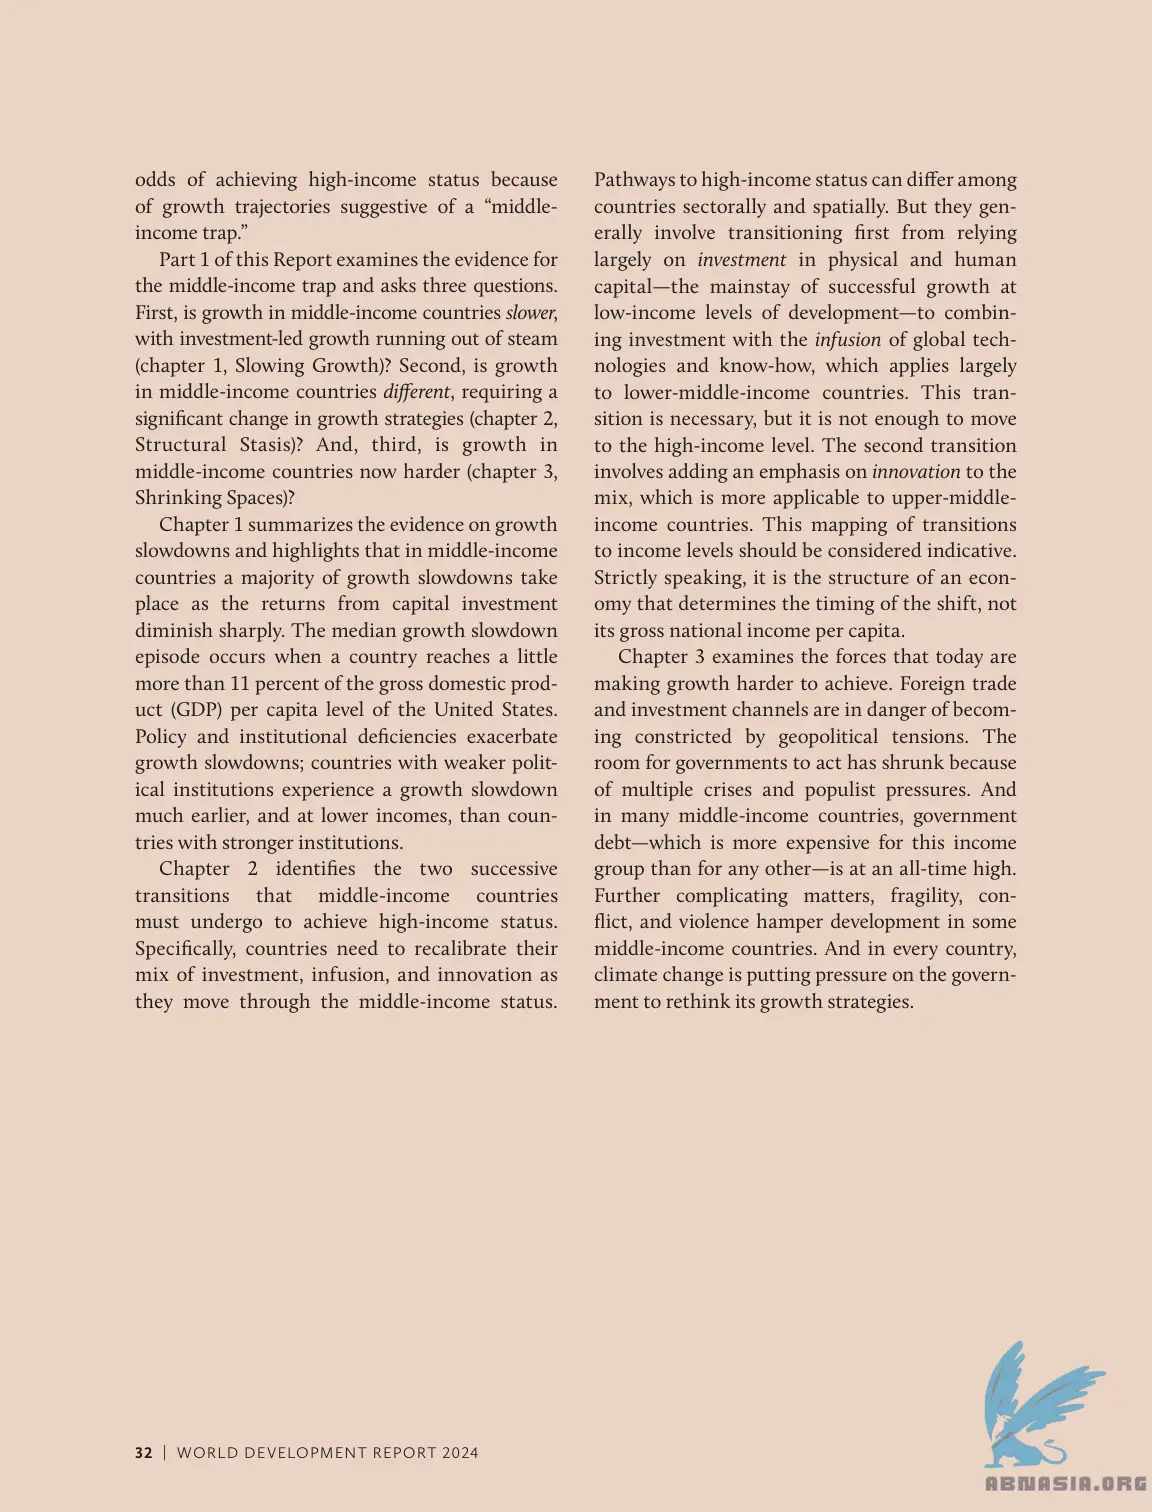 odds of achieving high-income status because
of growth trajectories suggestive of a “middle-
income trap.”
Part 1 of this Report examines the evidence for
the middle-income trap and asks three questions.
First, is growth in middle-income countries slower,
with investment-led growth running out of steam
(chapter 1, Slowing Growth)? Second, is growth
in middle-income countries different, requiring a
significant change in growth strategies (chapter 2,
Structural Stasis)? And, third, is growth in
middle-income countries now harder (chapter 3,
Shrinking Spaces)?
Chapter 1 summarizes the evidence on growth
slowdowns and highlights that in middle-income
countries a majority of growth slowdowns take
place as the returns from capital investment
diminish sharply. The median growth slowdown
episode occurs when a country reaches a little
more than 11 percent of the gross domestic prod-
uct (GDP) per capita level of the United States.
Policy and institutional deficiencies exacerbate
growth slowdowns; countries with weaker polit-
ical institutions experience a growth slowdown
much earlier, and at lower incomes, than coun-
tries with stronger institutions.
Chapter 2 identifies the two successive
transitions that middle-income countries
must undergo to achieve high-income status.
Specifically, countries need to recalibrate their
mix of investment, infusion, and innovation as
they move through the middle-income status.
Pathways to high-income status can differ among
countries sectorally and spatially. But they gen-
erally involve transitioning first from relying
largely on investment in physical and human
capital—the mainstay of successful growth at
low-income levels of development—to combin-
ing investment with the infusion of global tech-
nologies and know-how, which applies largely
to lower-middle-income countries. This tran-
sition is necessary, but it is not enough to move
to the high-income level. The second transition
involves adding an emphasis on innovation to the
mix, which is more applicable to upper-middle-
income countries. This mapping of transitions
to income levels should be considered indicative.
Strictly speaking, it is the structure of an econ-
omy that determines the timing of the shift, not
its gross national income per capita.
Chapter 3 examines the forces that today are
making growth harder to achieve. Foreign trade
and investment channels are in danger of becom-
ing constricted by geopolitical tensions. The
room for governments to act has shrunk because
of multiple crises and populist pressures. And
in many middle-income countries, government
debt—which is more expensive for this income
group than for any other—is at an all-time high.
Further complicating matters, fragility, con-
flict, and violence hamper development in some
middle-income countries. And in every country,
climate change is putting pressure on the govern-
ment to rethink its growth strategies.
32 | WORLD DEVELOPMENT REPORT 2024
ABNASIA.ORG